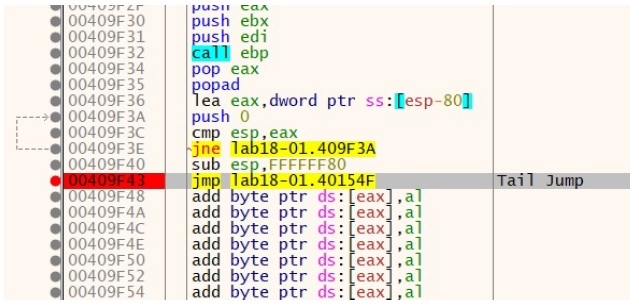 00409F2F push eax
00409F30 push ebx
00409F31 push edi
00409F32 call ebp
00409F34 pop eax
00409F35 popad
00409F36 lea eax,dword ptr ss:[esp-80]
00409F3A push 0
00409F3C cmp esp,eax
00409F3E jne lab18-01.409F3A
00409F40 sub esp,FFFFFF80
00409F43 jmp lab18-01.40154F Tail Jump
00409F48 add byte ptr ds:[eax],al
00409F4A add byte ptr ds:[eax],al
00409F4C add byte ptr ds:[eax],al
00409F4E add byte ptr ds:[eax],al
00409F50 add byte ptr ds:[eax],al
00409F52 add byte ptr ds:[eax],al
00409F54 add byte ptr ds:[eax],al